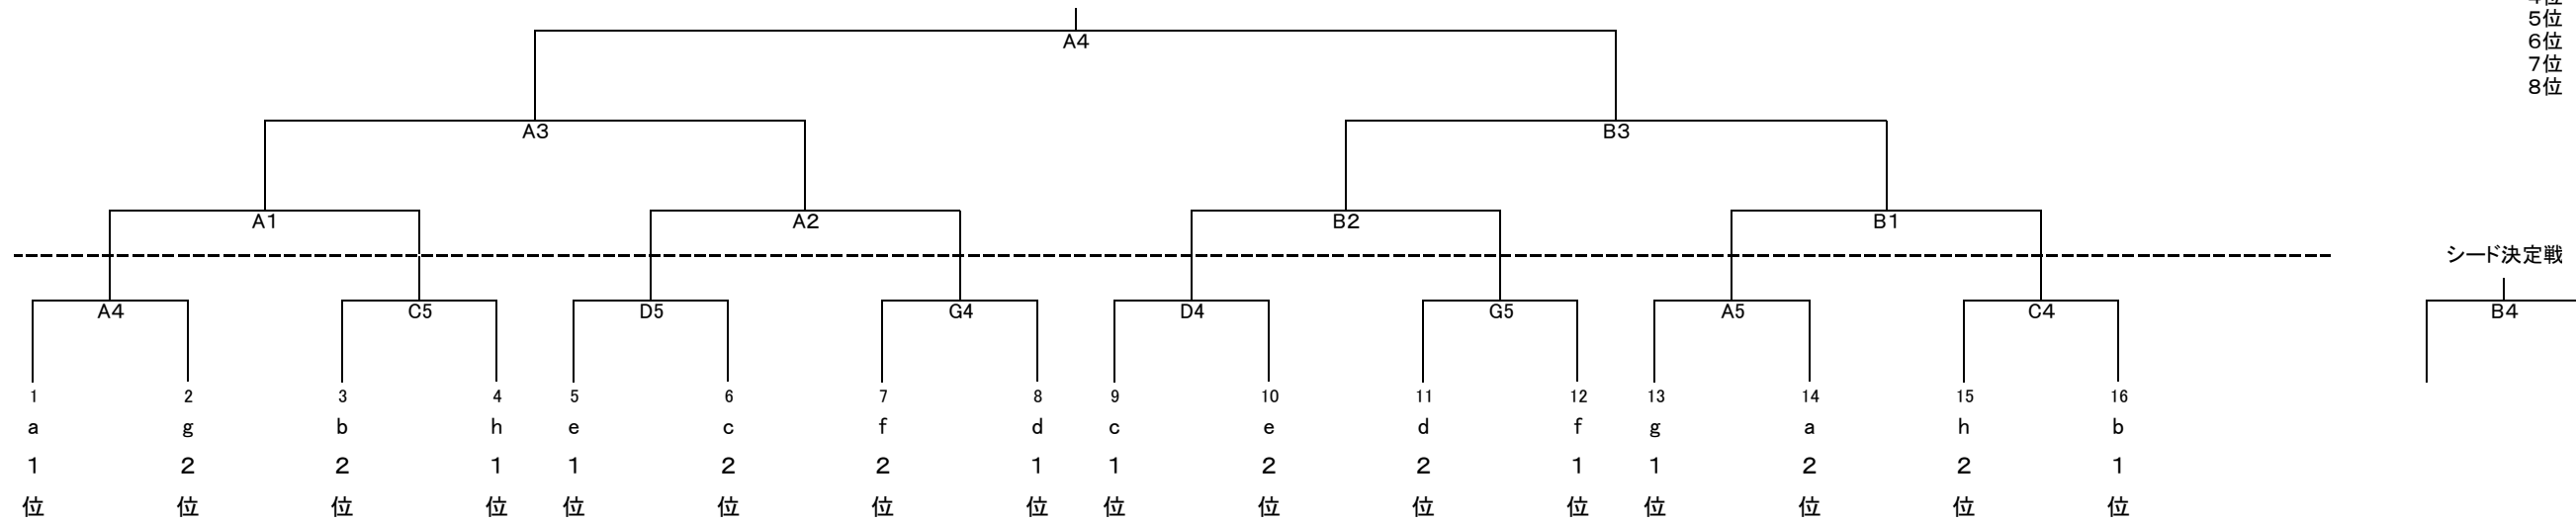 5位
A4
6位
7位
8位
A3 B3
A1 A2 B2 B1
シード決定戦
A4 C5 D5 G4 D4 G5 A5 C4 B4
1 2 3 4 5 6 7 8 9 10 11 12 13 14 15 16
a g b h e c f d c e d f g a h b
1 2 2 1 1 2 2 1 1 2 2 1 1 2 2 1
位 位 位 位 位 位 位 位 位 位 位 位 位 位 位 位